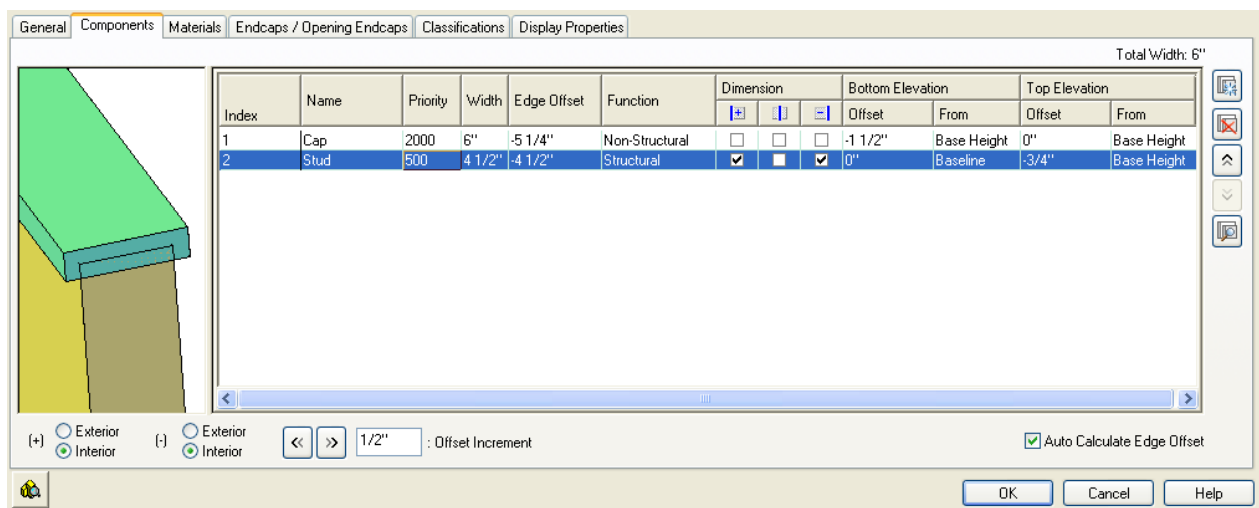 General Components Materials Endcaps / Opening Endcaps Classifications Display Properties
Total Width: 6"
Index Name Priority Width Edge Offset Function Dimension Bottom Elevation Top Elevation
Offset From Offset From
1 Cap 2000 6" -5 1/4" Non-Structural -1 1/2" Base Height 0" Base Height
2 Stud 500 4 1/2" -4 1/2" Structural 0" Baseline -3/4" Base Height
(+) Exterior (-) Exterior
Interior Interior
<< >> 1/2" : Offset Increment Auto Calculate Edge Offset
OK Cancel Help